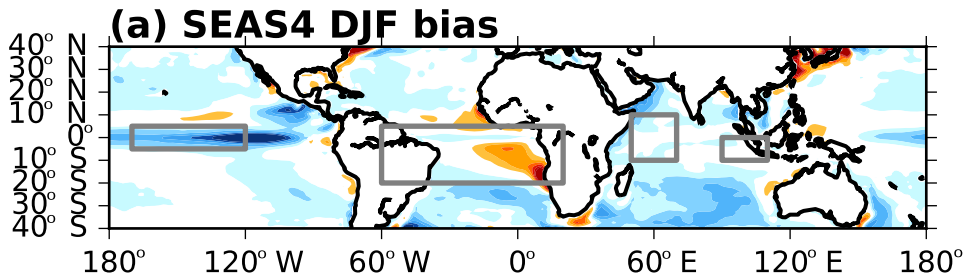 (a) SEAS4 DJF bias
40° N
30° N
20° N
10° N
0°
10° S
20° S
30° S
40° S
180° 120° W 60° W 0° 60° E 120° E 180°